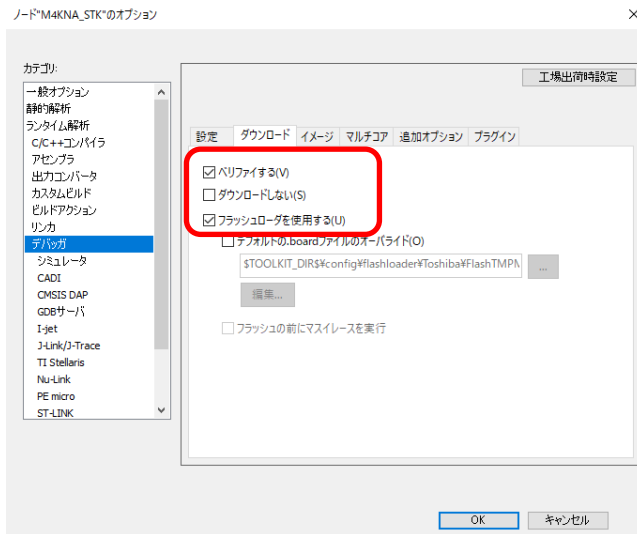 ノード"M4KNA_STK"のオプション
カテゴリ:
一般オプション
静的解析
ランタイム解析
C/C++コンパイラ
アセンブラ
出力コンバータ
カスタムビルド
ビルドアクション
リンカ
デバッガ
シミュレータ
CADI
CMSIS DAP
GDBサーバ
I-jet
J-Link/J-Trace
TI Stellaris
Nu-Link
PE micro
ST-LINK
工場出荷時設定
設定 ダウンロード イメージ マルチコア 追加オプション プラグイン
ベリファイする(V)
ダウンロードしない(S)
フラッシュローダを使用する(U)
デフォルトの.boardファイルのオーバライド(O)
$TOOLKIT_DIR$¥config¥flashloader¥Toshiba¥FlashTMPM
...
編集...
フラッシュの前にマスイレースを実行
OK キャンセル